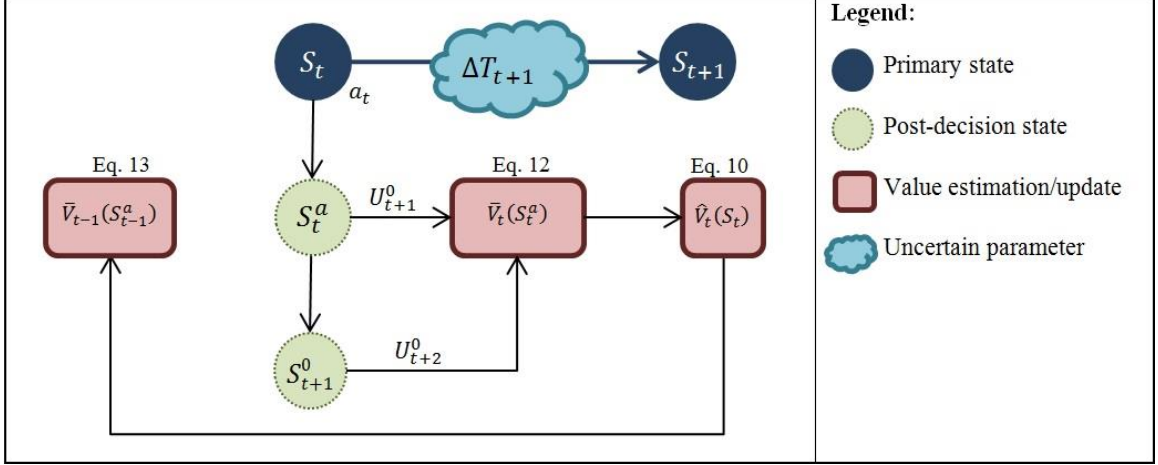 Legend:
S_t
ΔT_{t+1}
S_{t+1}
Primary state
a_t
Post-decision state
Eq. 13
Eq. 12
Eq. 10
V̄_{t−1}(S^a_{t−1})
S^a_t
U^0_{t+1}
V̄_t(S^a_t)
V̂_t(S_t)
Value estimation/update
Uncertain parameter
S^0_{t+1}
U^0_{t+2}